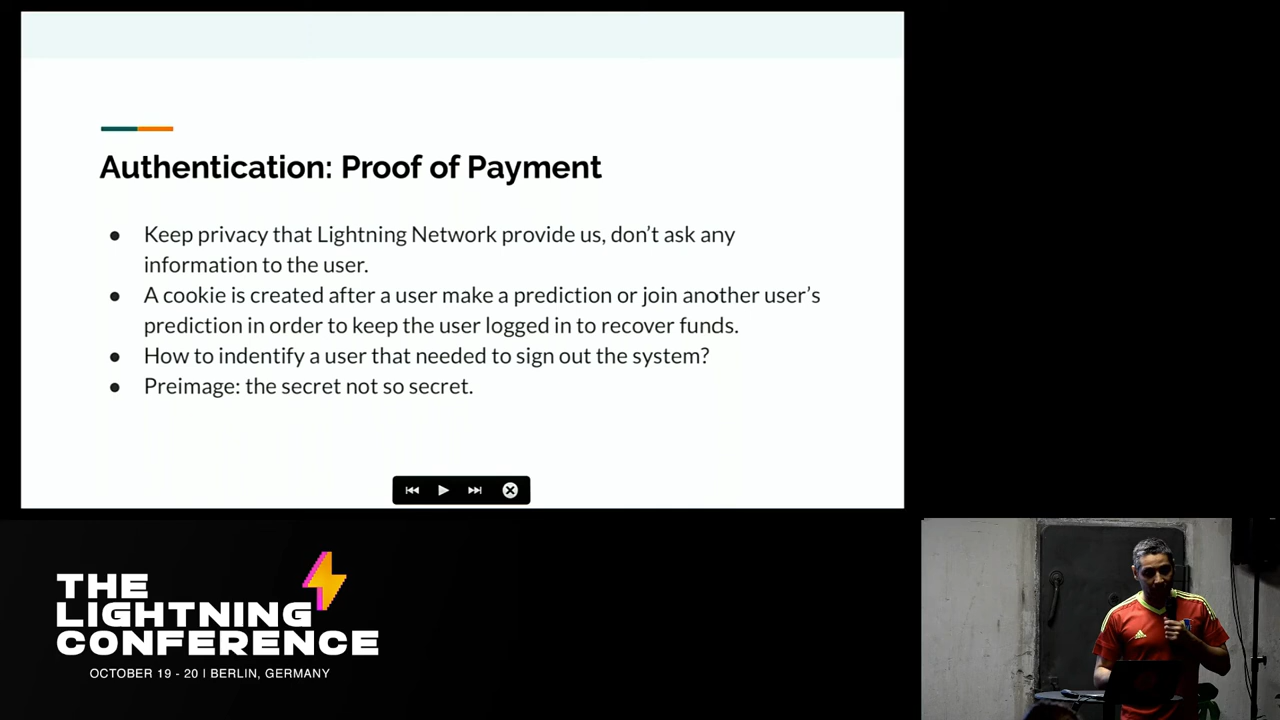 Authentication: Proof of Payment
● Keep privacy that Lightning Network provide us, don't ask any
information to the user.
● A cookie is created after a user make a prediction or join another user's
prediction in order to keep the user logged in to recover funds.
● How to indentify a user that needed to sign out the system?
● Preimage: the secret not so secret.
THE
LIGHTNING
CONFERENCE
OCTOBER 19 - 20 | BERLIN, GERMANY